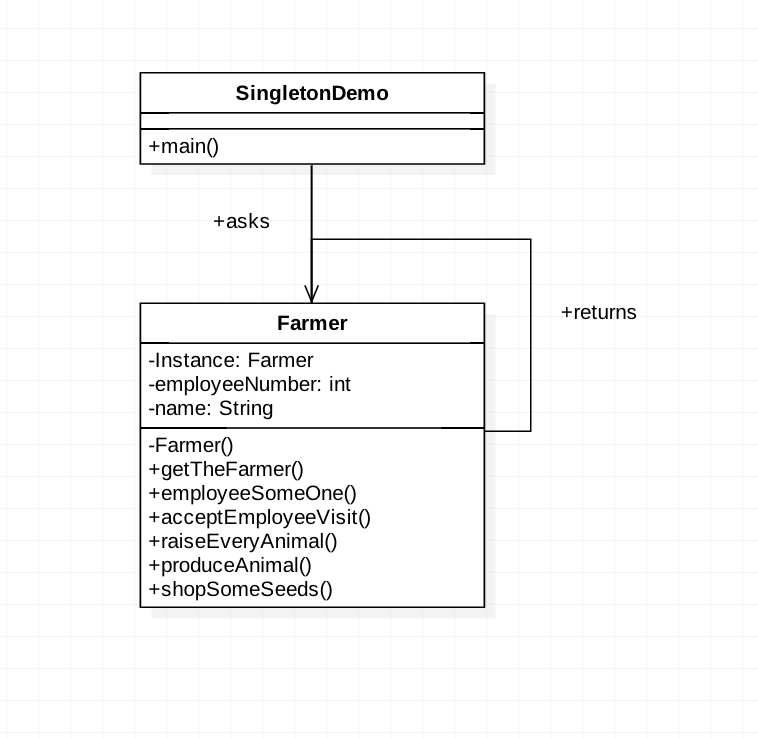 SingletonDemo
+main()
+asks
+returns
Farmer
-Instance: Farmer
-employeeNumber: int
-name: String
-Farmer()
+getTheFarmer()
+employeeSomeOne()
+acceptEmployeeVisit()
+raiseEveryAnimal()
+produceAnimal()
+shopSomeSeeds()